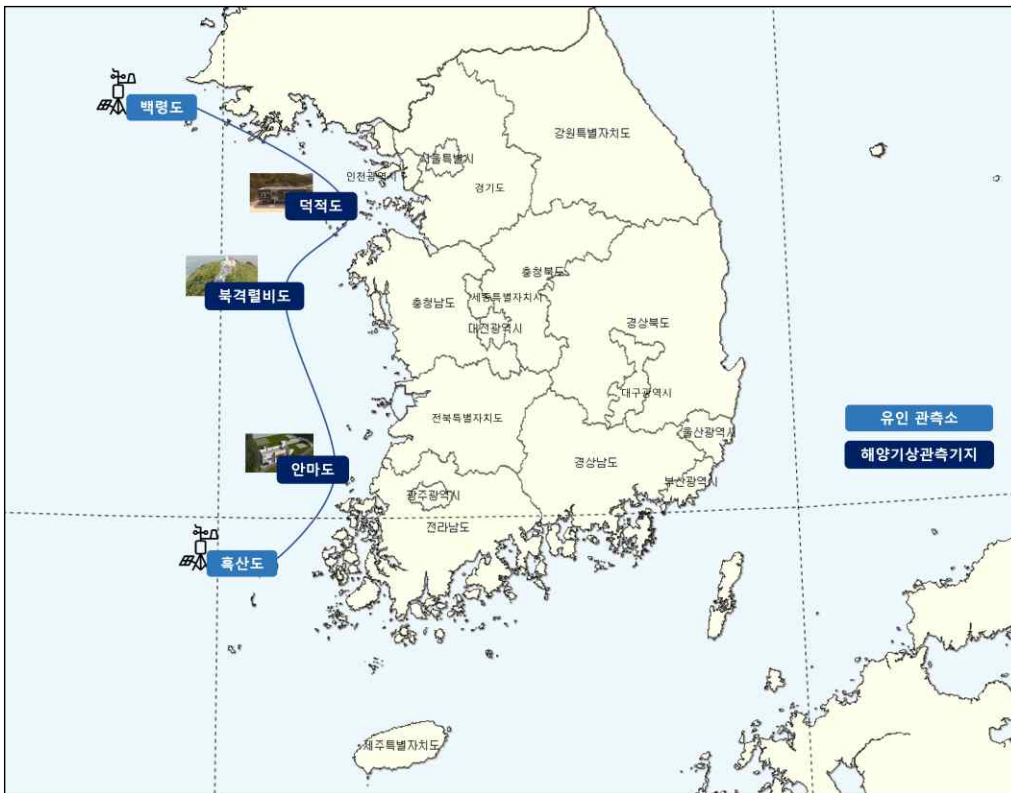 백령도
강원특별자치도
서울특별시
인천광역시
경기도
덕적도
충청북도
북격렬비도
세종특별자치시
충청남도
대전광역시
경상북도
대구광역시
전북특별자치도
유인 관측소
울산광역시
해양기상관측기지
안마도
경상남도
부산광역시
광주광역시
전라남도
흑산도
제주특별자치도